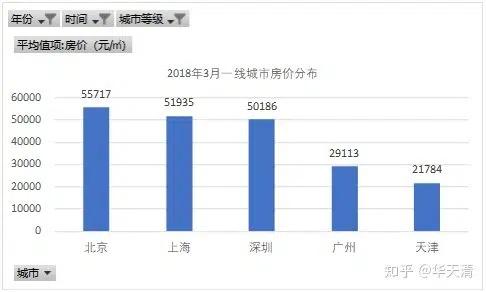 年份 时间 城市等级
平均值项:房价（元/㎡）
2018年3月一线城市房价分布
60000
50000
40000
30000
20000
10000
0
55717 51935 50186 29113 21784
北京 上海 深圳 广州 天津
城市
知乎 @华天清